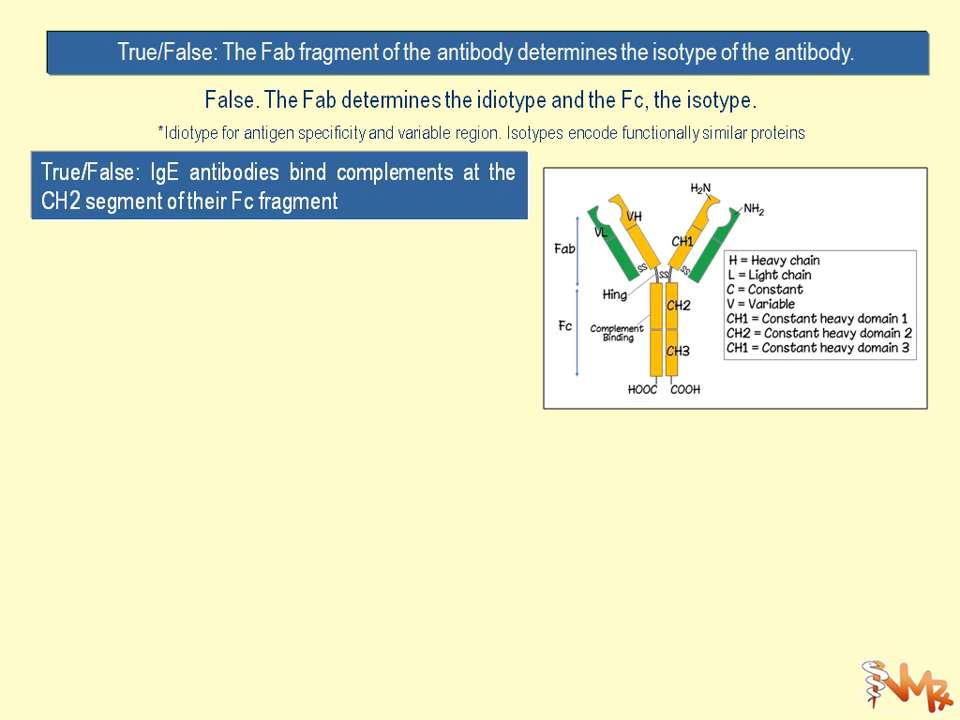 True/False: The Fab fragment of the antibody determines the isotype of the antibody.
False. The Fab determines the idiotype and the Fc, the isotype.
*Idiotype for antigen specificity and variable region. Isotypes encode functionally similar proteins
True/False: IgE antibodies bind complements at the
CH2 segment of their Fc fragment
H₂N
NH₂
VH
VL
CH1
Fab
SS
SS
SS
Hing
CH2
Fc
Complement
Binding
CH3
HOOC
COOH
H = Heavy chain
L = Light chain
C = Constant
V = Variable
CH1 = Constant heavy domain 1
CH2 = Constant heavy domain 2
CH1 = Constant heavy domain 3
VMRx